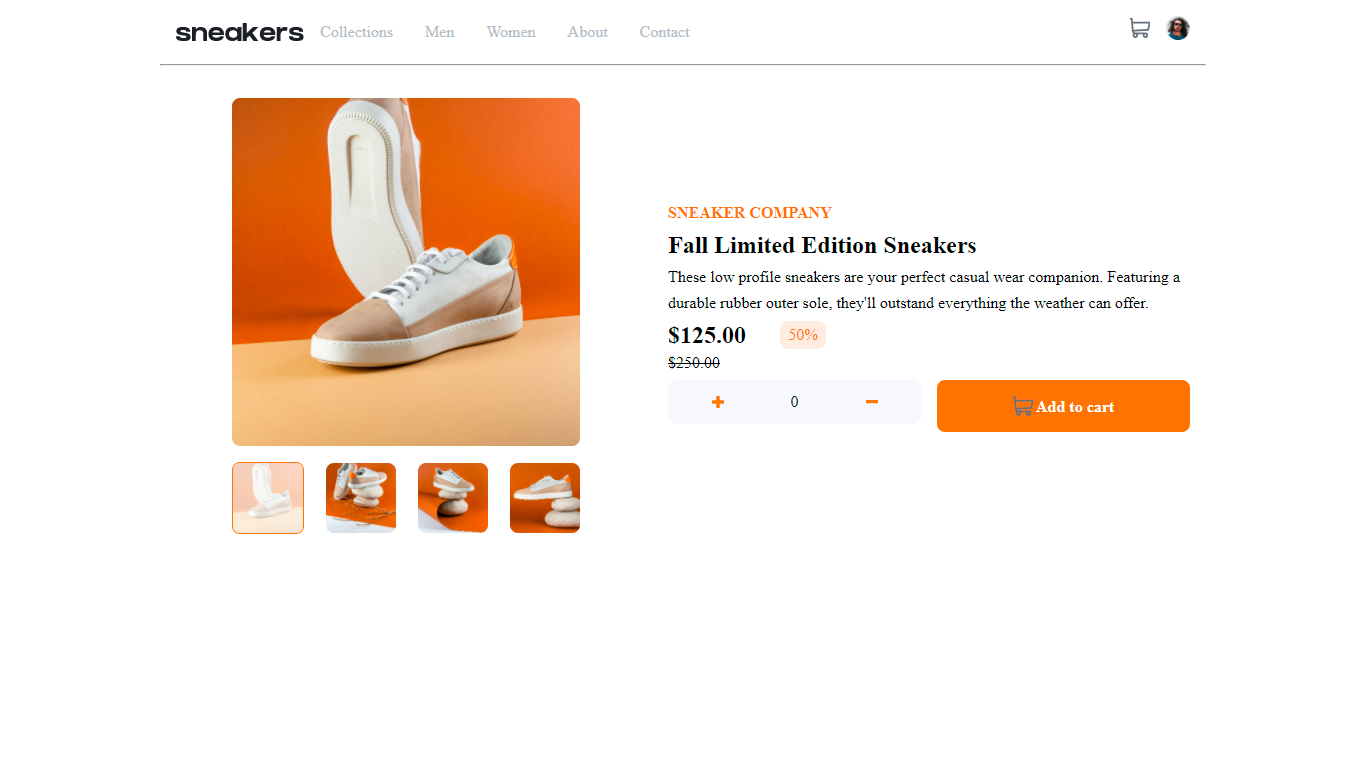 sneakers Collections Men Women About Contact
SNEAKER COMPANY
Fall Limited Edition Sneakers
These low profile sneakers are your perfect casual wear companion. Featuring a
durable rubber outer sole, they'll outstand everything the weather can offer.
$125.00 50%
$250.00
0 Add to cart